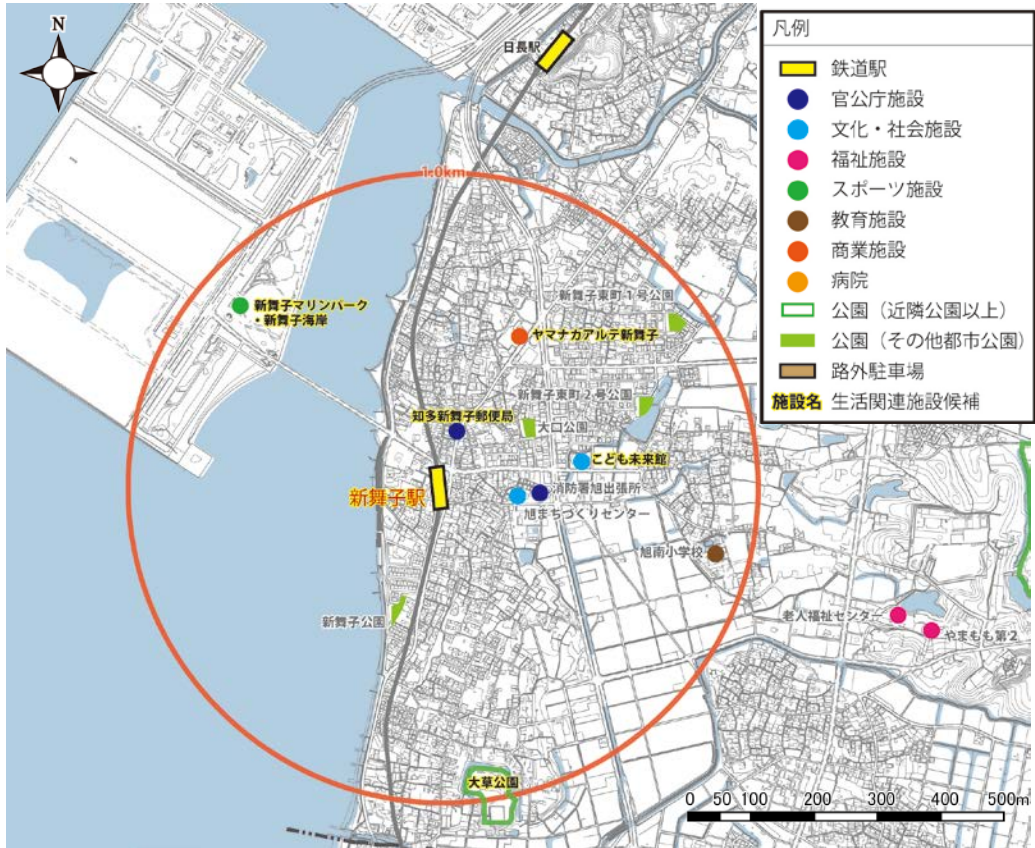 N
日長駅
1.0km
新舞子マリンパーク
・新舞子海岸
新舞子東町1号公園
ヤマナカアルテ新舞子
新舞子東町2号公園
知多新舞子郵便局
大口公園
こども未来館
新舞子駅
消防署旭出張所
旭まちづくりセンター
旭南小学校
新舞子公園
老人福祉センター
やまもも第2
大草公園
凡例
鉄道駅
官公庁施設
文化・社会施設
福祉施設
スポーツ施設
教育施設
商業施設
病院
公園（近隣公園以上）
公園（その他都市公園）
路外駐車場
施設名 生活関連施設候補
0 50 100 200 300 400 500m